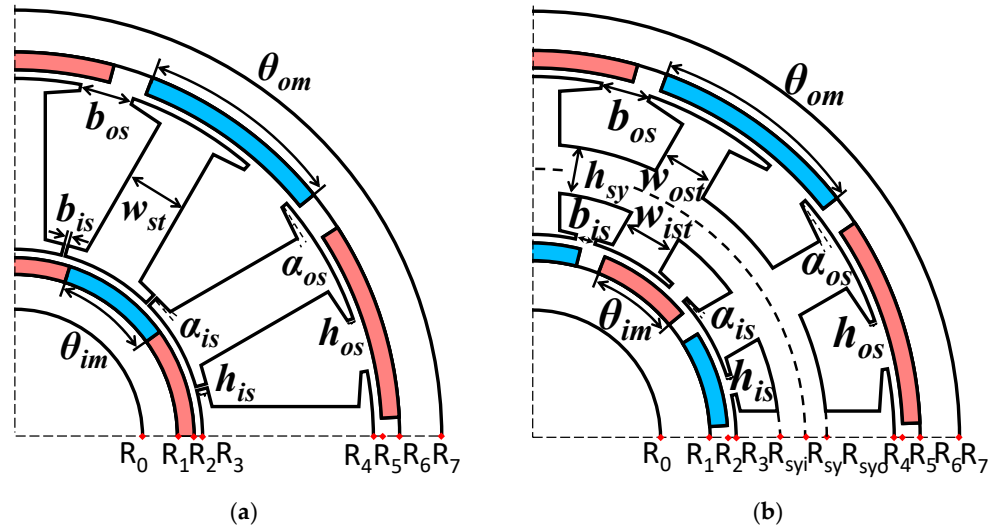 θom
bos
wst
bis
αos
αis
θim
hos
his
R0 R1 R2 R3 R4 R5 R6 R7
(a)
θom
bos
wost
hsy
bis
wist
αos
αis
θim
hos
his
R0 R1 R2 R3 Rsyi Rsy Rsyo R4 R5 R6 R7
(b)